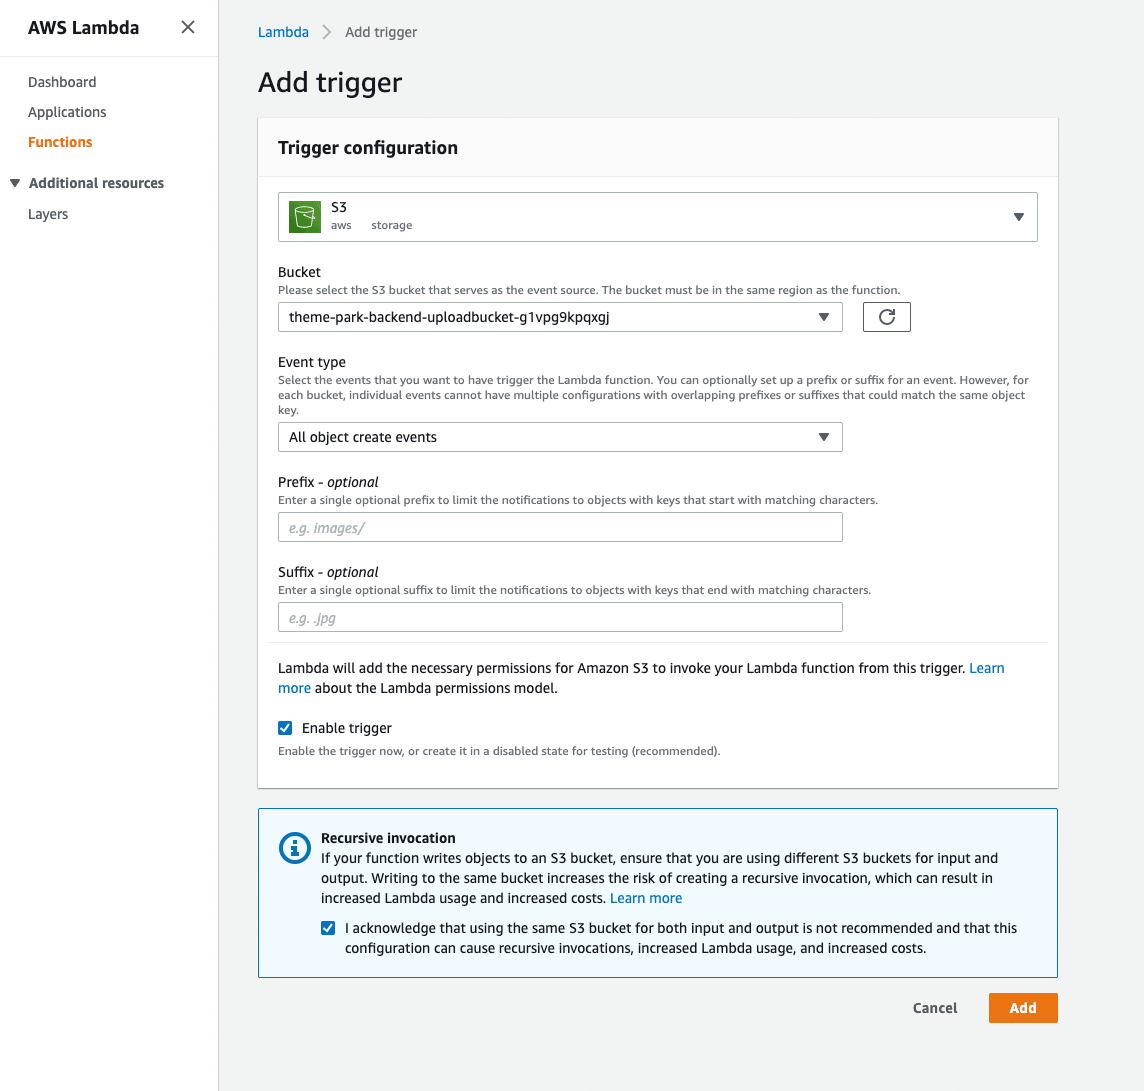 AWS Lambda
Dashboard
Applications
Functions
Additional resources
Layers
Lambda
Add trigger
Add trigger
Trigger configuration
S3
aws storage
Bucket
Please select the S3 bucket that serves as the event source. The bucket must be in the same region as the function.
theme-park-backend-uploadbucket-g1vpg9kpqxgj
Event type
Select the events that you want to have trigger the Lambda function. You can optionally set up a prefix or suffix for an event. However, for
each bucket, individual events cannot have multiple configurations with overlapping prefixes or suffixes that could match the same object
key.
All object create events
Prefix - optional
Enter a single optional prefix to limit the notifications to objects with keys that start with matching characters.
e.g. images/
Suffix - optional
Enter a single optional suffix to limit the notifications to objects with keys that end with matching characters.
e.g. .jpg
Lambda will add the necessary permissions for Amazon S3 to invoke your Lambda function from this trigger. Learn
more about the Lambda permissions model.
Enable trigger
Enable the trigger now, or create it in a disabled state for testing (recommended).
Recursive invocation
If your function writes objects to an S3 bucket, ensure that you are using different S3 buckets for input and
output. Writing to the same bucket increases the risk of creating a recursive invocation, which can result in
increased Lambda usage and increased costs. Learn more
I acknowledge that using the same S3 bucket for both input and output is not recommended and that this
configuration can cause recursive invocations, increased Lambda usage, and increased costs.
Cancel
Add